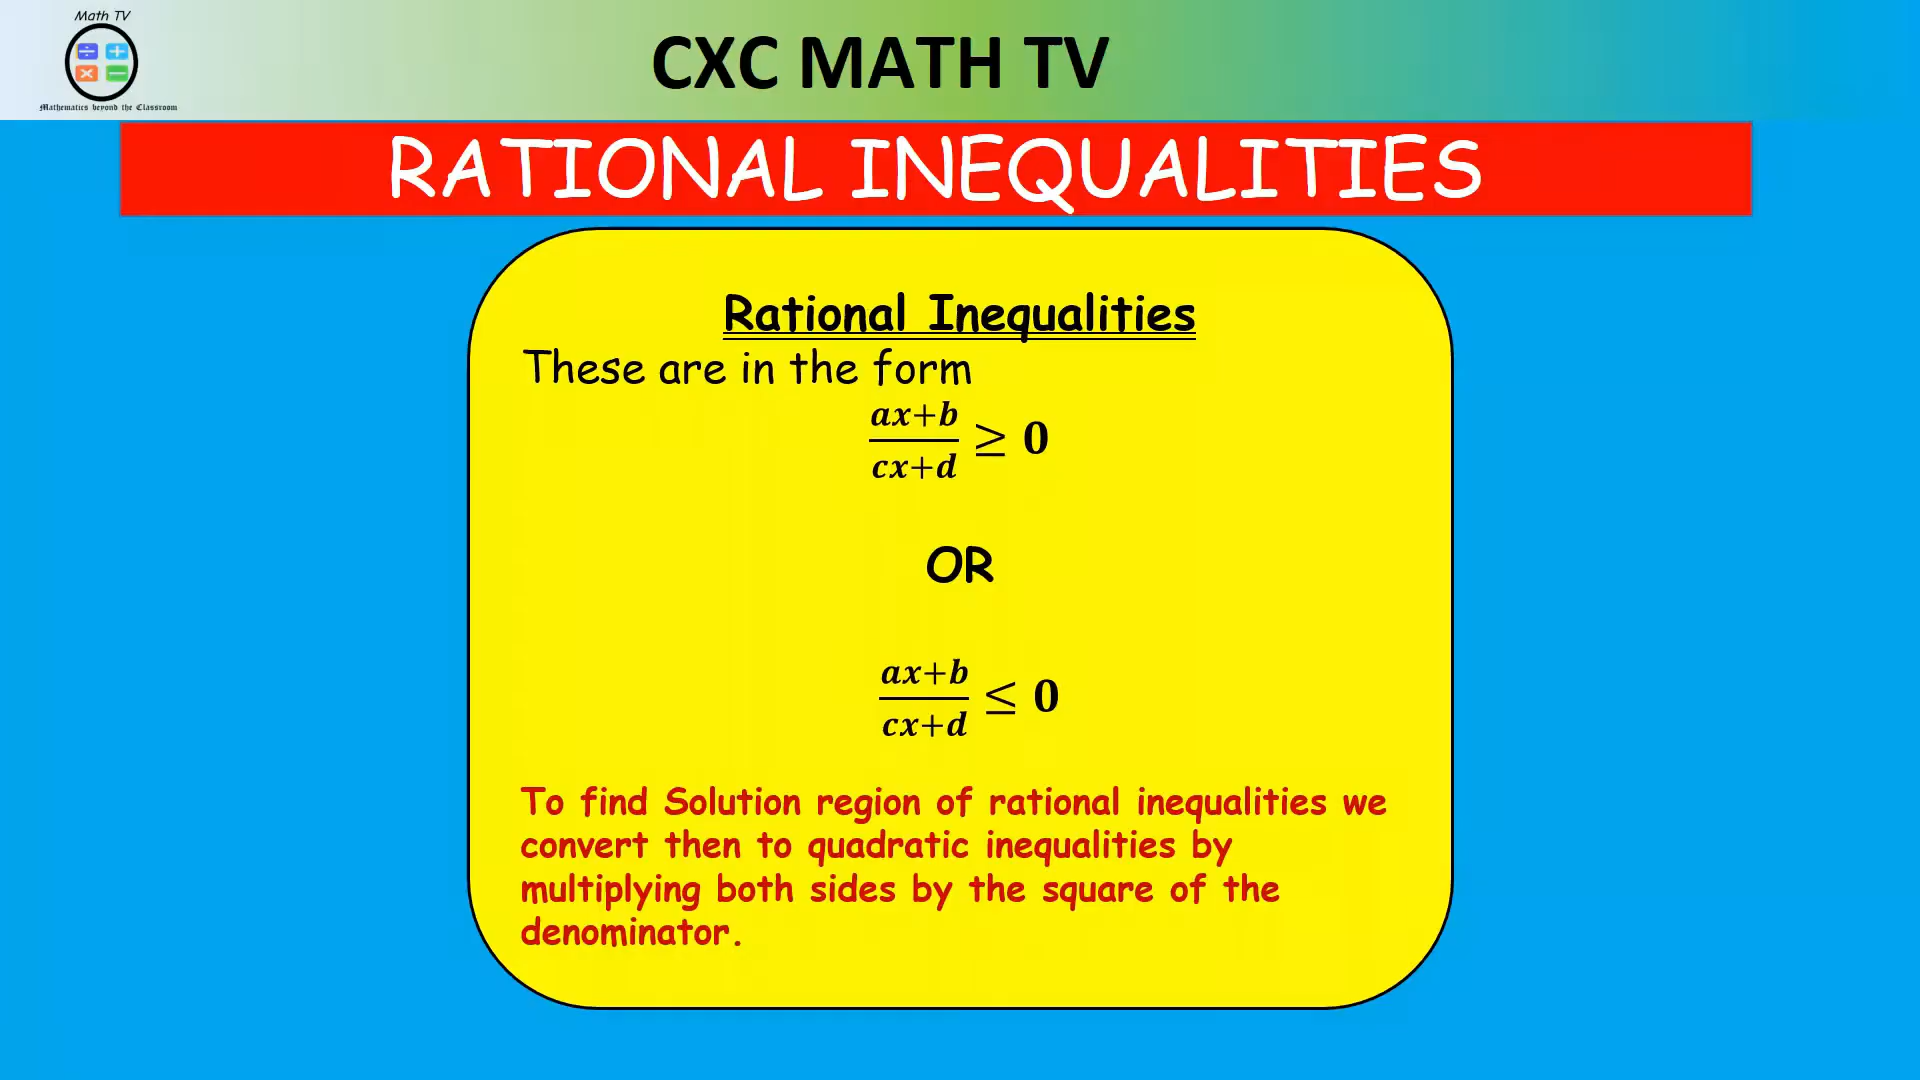 Math TV
Mathematics beyond the Classroom
CXC MATH TV
RATIONAL INEQUALITIES
Rational Inequalities
These are in the form
ax+b
cx+d ≥ 0
OR
ax+b
cx+d ≤ 0
To find Solution region of rational inequalities we
convert then to quadratic inequalities by
multiplying both sides by the square of the
denominator.